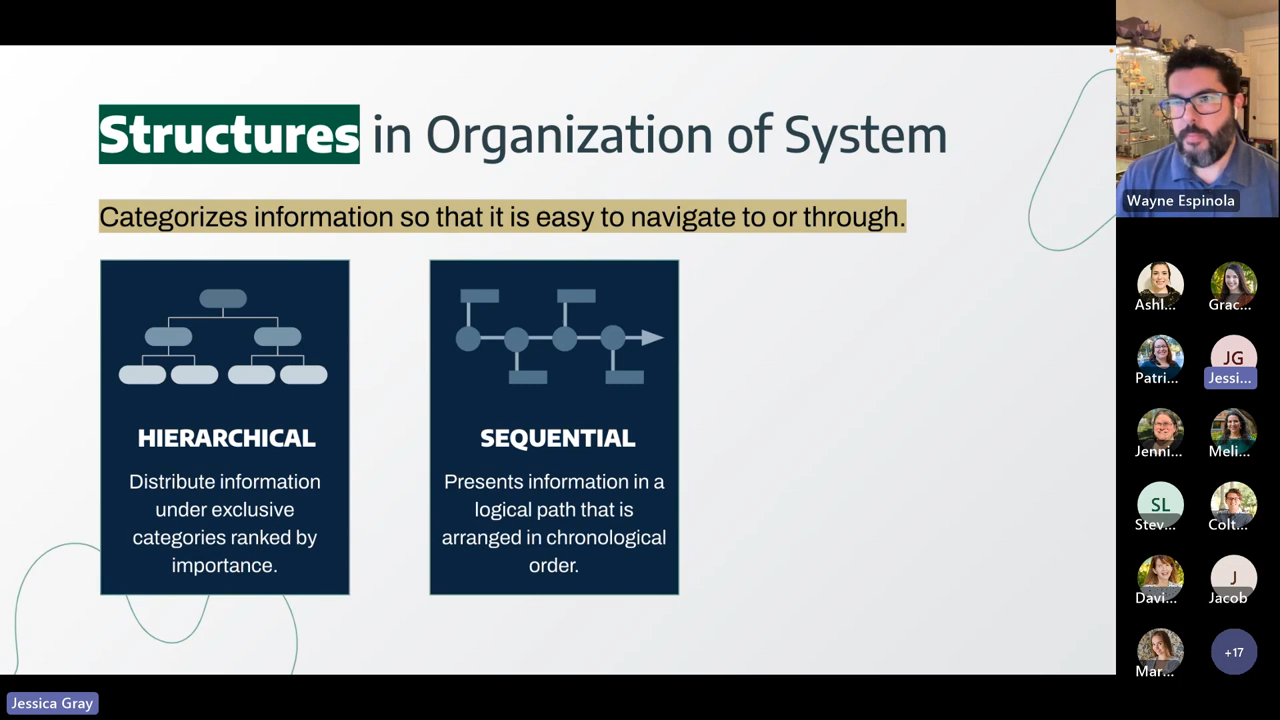 Structures in Organization of System
Categorizes information so that it is easy to navigate to or through.
HIERARCHICAL
Distribute information
under exclusive
categories ranked by
importance.
SEQUENTIAL
Presents information in a
logical path that is
arranged in chronological
order.
Wayne Espinola
Ashl...
Grac...
Patri...
JG
Jessi...
Jenni...
Meli...
SL
Stev...
Colt...
Davi...
J
Jacob
Mar...
+17
Jessica Gray